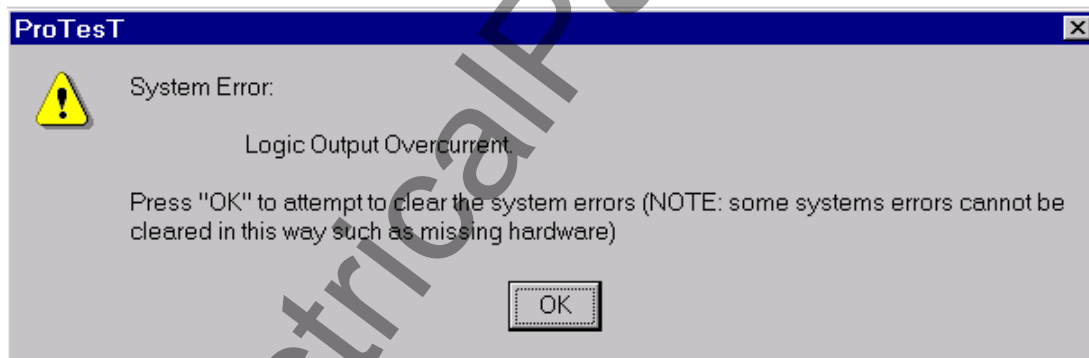 ProTesT
System Error:
Logic Output Overcurrent.
Press "OK" to attempt to clear the system errors (NOTE: some systems errors cannot be
cleared in this way such as missing hardware)
OK